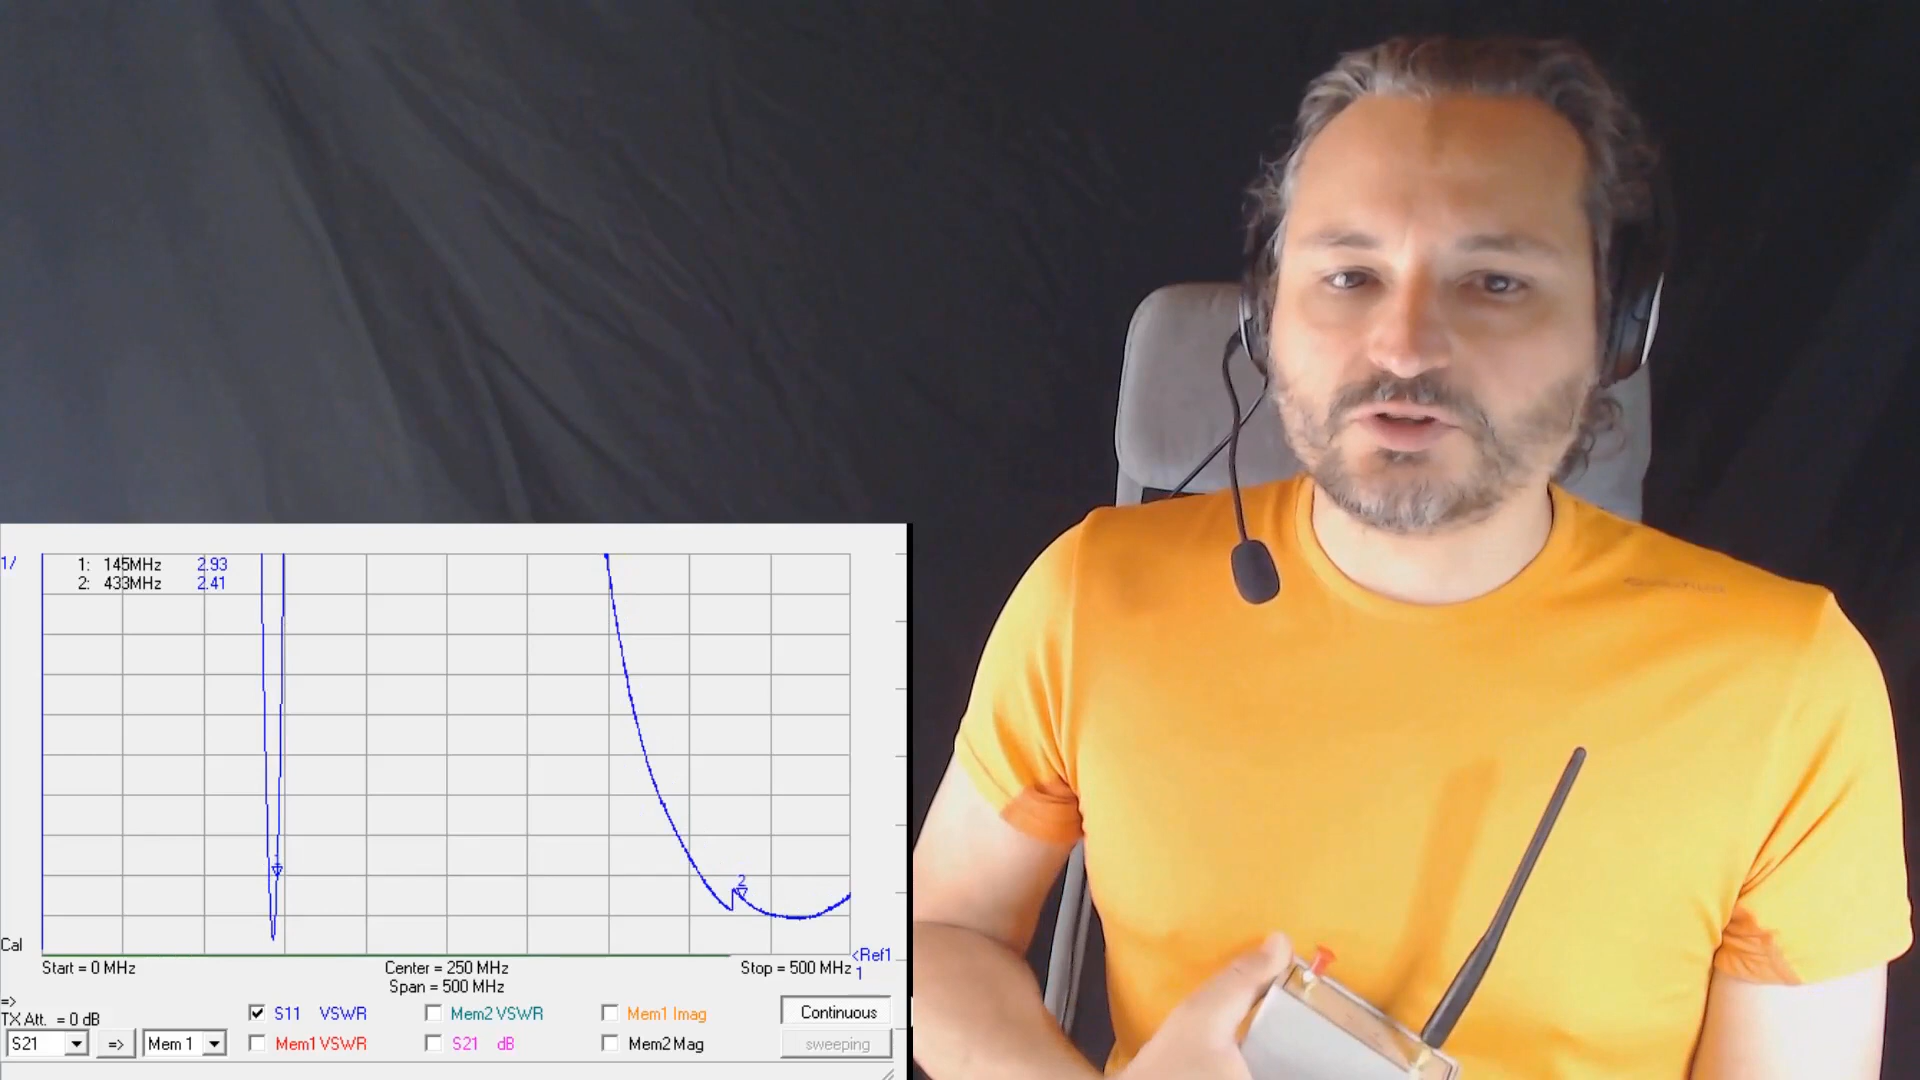 1/
1: 145MHz 2.93
2: 433MHz 2.41
2
Cal
<Ref1
Start = 0 MHz Center = 250 MHz Stop = 500 MHz 1
Span = 500 MHz
=>
TX Att. = 0 dB
S11 VSWR Mem2 VSWR Mem1 Imag Continuous
S21 => Mem 1 Mem1 VSWR S21 dB Mem2 Mag sweeping